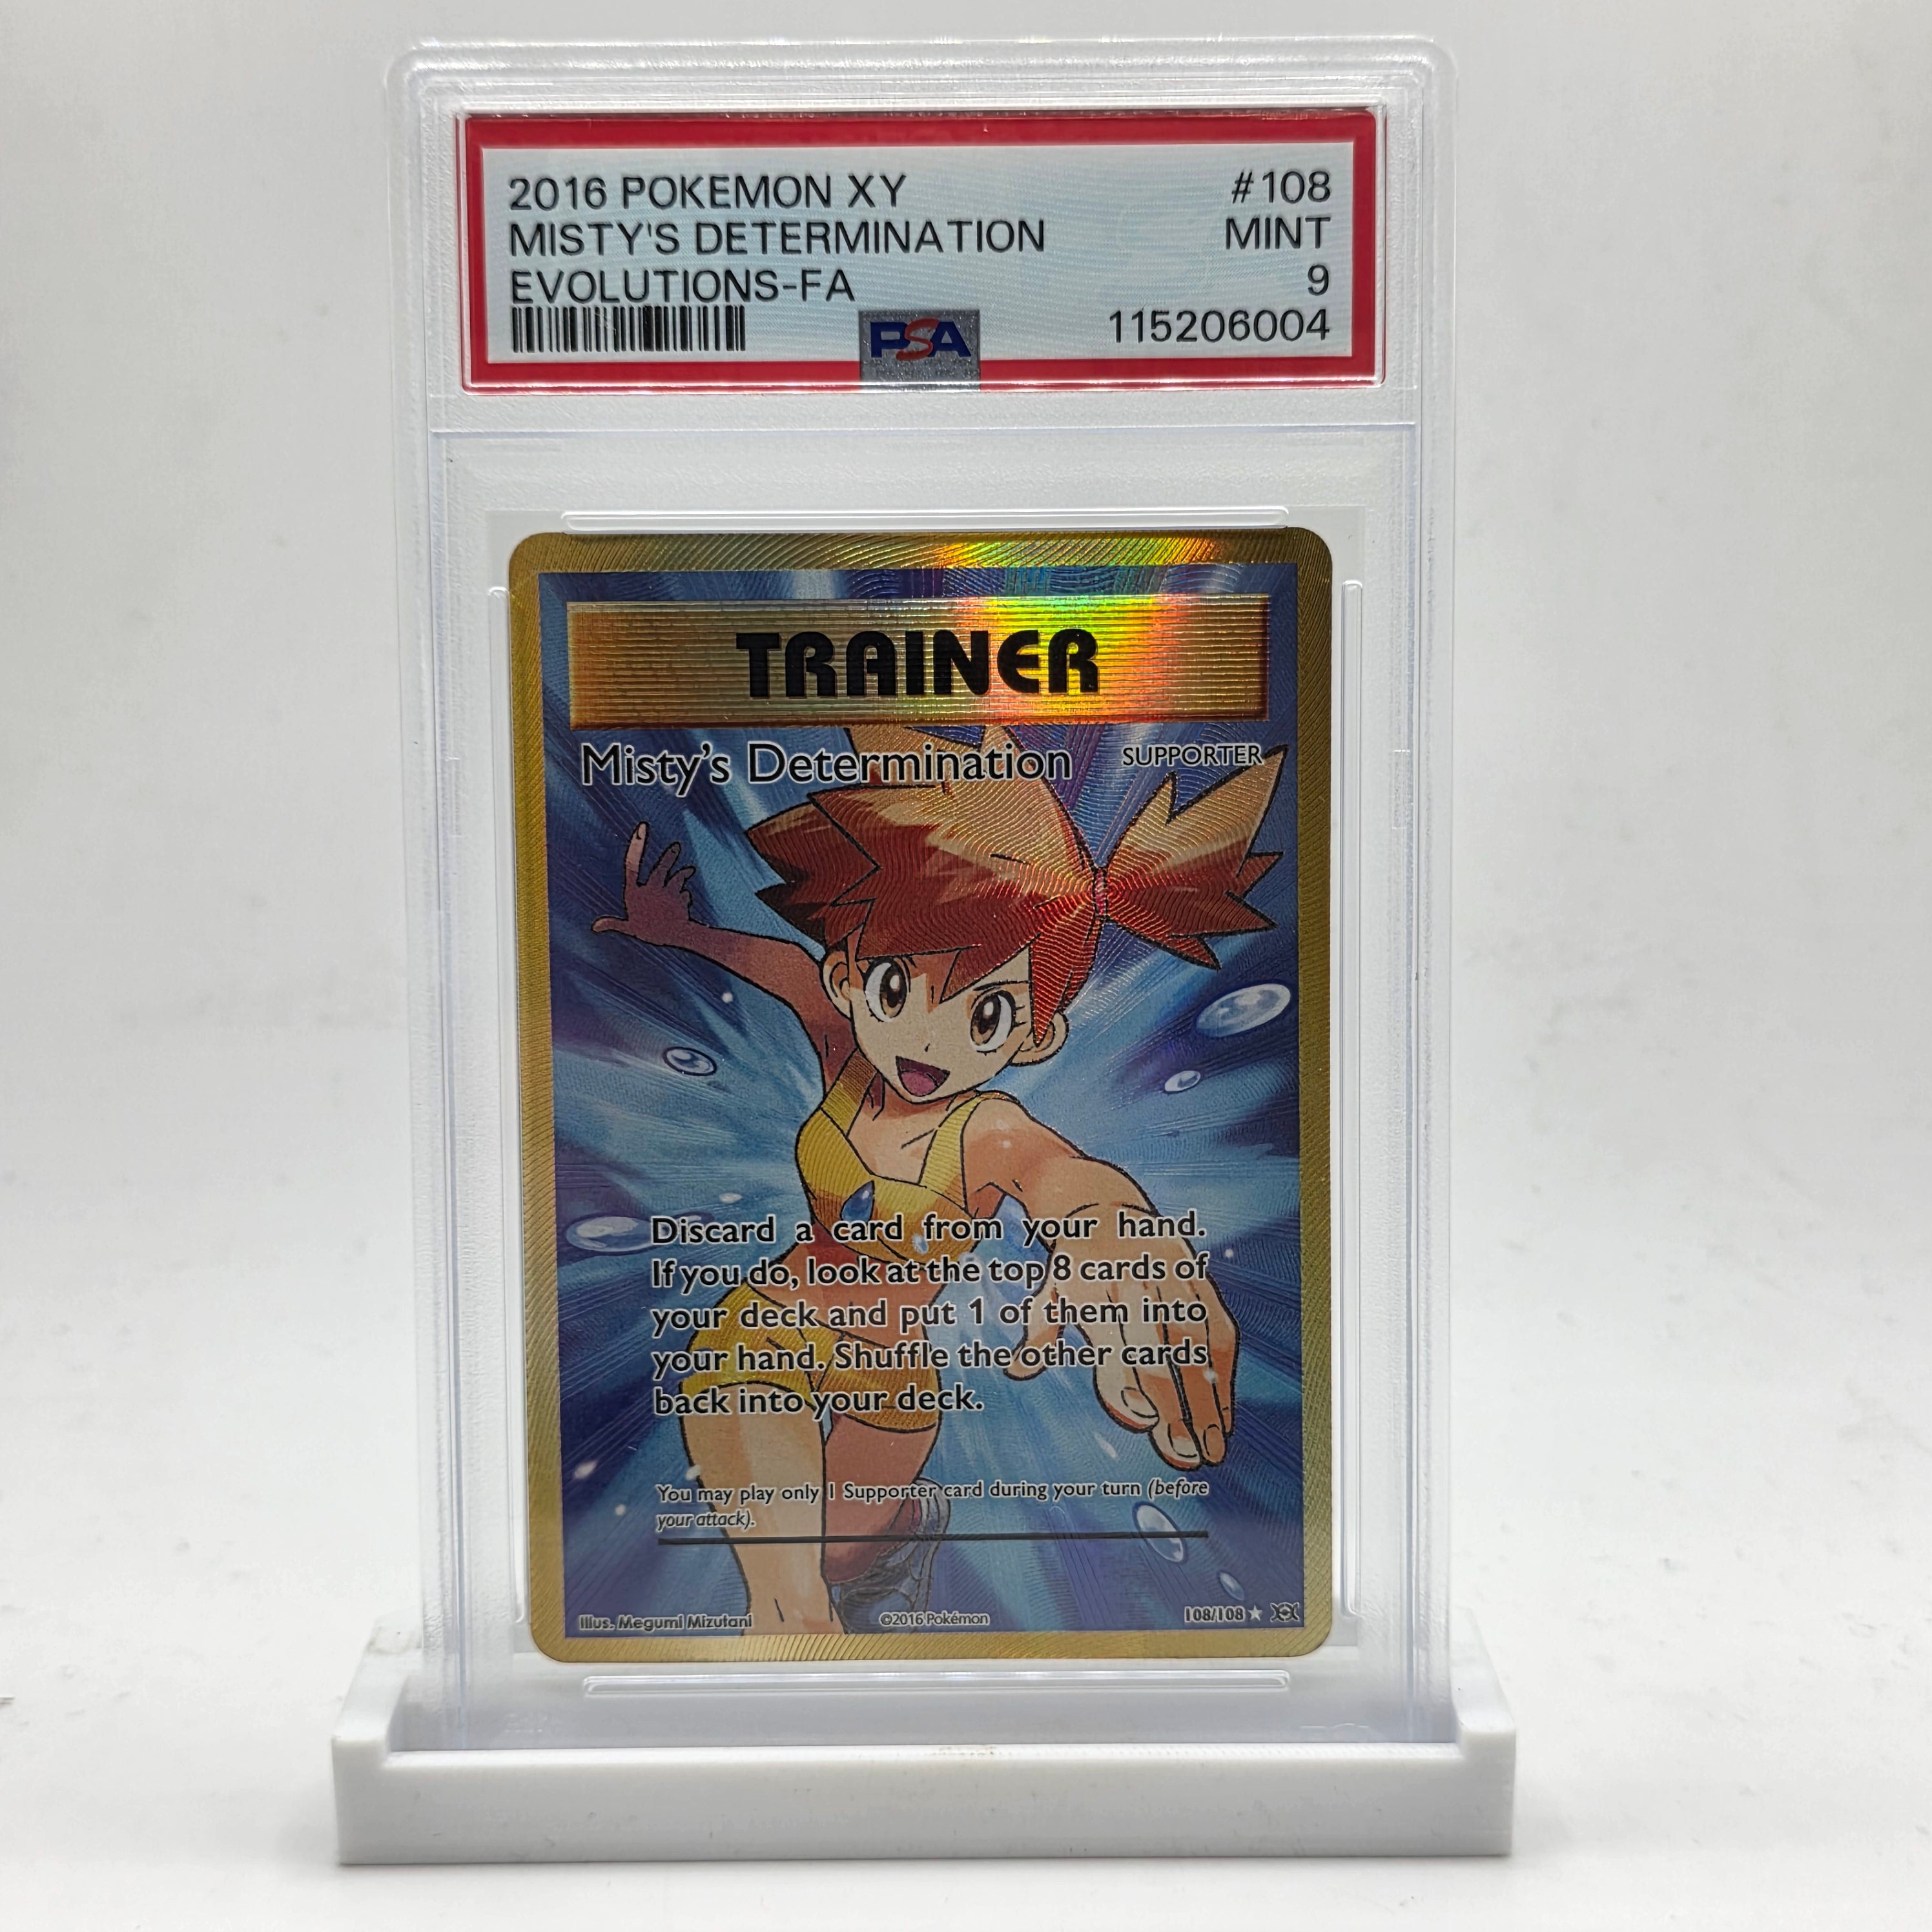 2016 POKEMON XY #108
MISTY'S DETERMINATION MINT
EVOLUTIONS-FA 9
PSA 115206004
TRAINER
Misty's Determination SUPPORTER
Discard a card from your hand.
If you do, look at the top 8 cards of
your deck and put 1 of them into
your hand. Shuffle the other cards
back into your deck.
You may play only 1 Supporter card during your turn (before
your attack).
Illus. Megumi Mizutani ©2016 Pokémon 108/108 ★